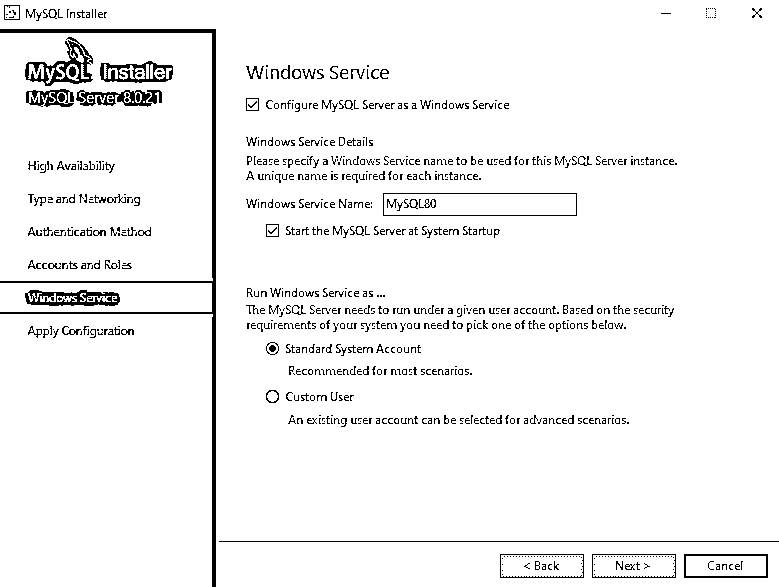 MySQL Installer
MySQL Installer
MySQL Server 8.0.21
High Availability
Type and Networking
Authentication Method
Accounts and Roles
Windows Service
Apply Configuration
Windows Service
Configure MySQL Server as a Windows Service
Windows Service Details
Please specify a Windows Service name to be used for this MySQL Server instance.
A unique name is required for each instance.
Windows Service Name: MySQL80
Start the MySQL Server at System Startup
Run Windows Service as ...
The MySQL Server needs to run under a given user account. Based on the security
requirements of your system you need to pick one of the options below.
Standard System Account
Recommended for most scenarios.
Custom User
An existing user account can be selected for advanced scenarios.
< Back Next > Cancel